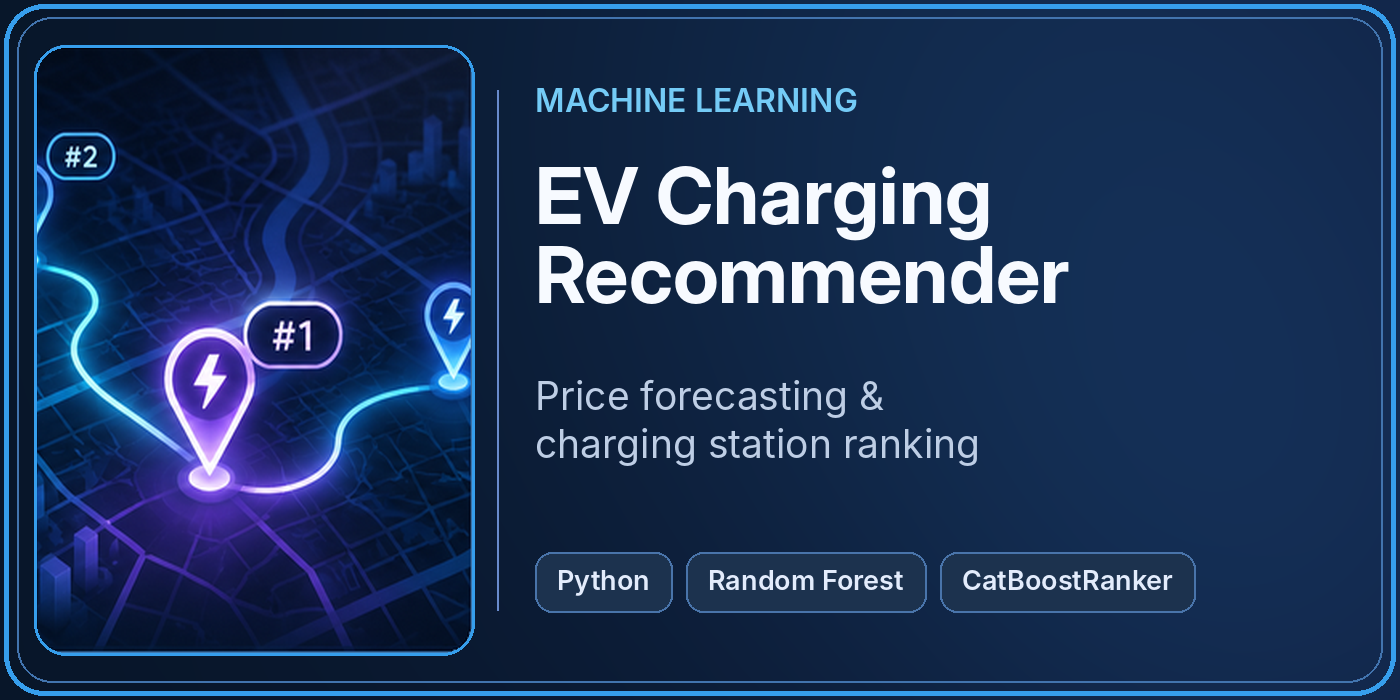 #2
#1
MACHINE LEARNING
EV Charging
Recommender
Price forecasting &
charging station ranking
Python
Random Forest
CatBoostRanker